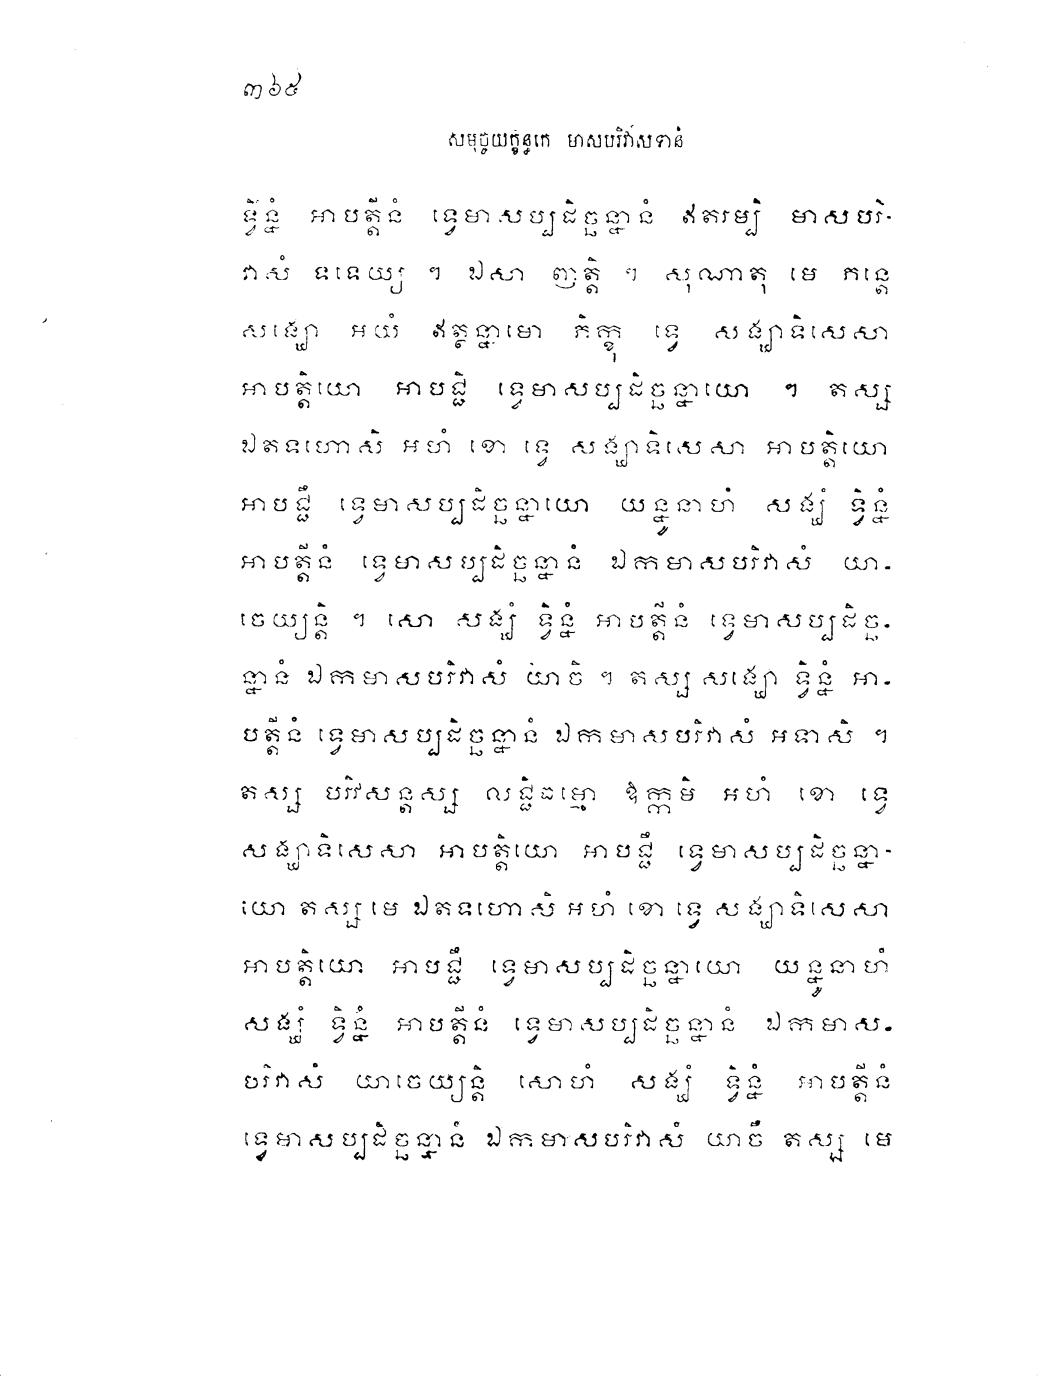 ៣៦៥
សមុច្ចយក្ខន្ធកេ មាសបរិវាសទានំ
ទ្វិន្នំ អាបត្តីនំ ទ្វេមាសប្បដិច្ឆន្នានំ ឥតរម្បិ មាសបរិ-
វាសំ ទទេយ្យ ។ ឯសា ញត្តិ ។ សុណាតុ មេ ភន្តេ
សង្ឃោ អយំ ឥត្ថន្នាមោ ភិក្ខុ ទ្វេ សង្ឃាទិសេសា
អាបត្តិយោ អាបជ្ជិ ទ្វេមាសប្បដិច្ឆន្នាយោ ។ តស្ស
ឯតទហោសិ អហំ ខោ ទ្វេ សង្ឃាទិសេសា អាបត្តិយោ
អាបជ្ជឹ ទ្វេមាសប្បដិច្ឆន្នាយោ យន្នូនាហំ សង្ឃំ ទ្វិន្នំ
អាបត្តីនំ ទ្វេមាសប្បដិច្ឆន្នានំ ឯកមាសបរិវាសំ យា-
ចេយ្យន្តិ ។ សោ សង្ឃំ ទ្វិន្នំ អាបត្តីនំ ទ្វេមាសប្បដិច្ឆ-
ន្នានំ ឯកមាសបរិវាសំ យាចិ ។ តស្ស សង្ឃោ ទ្វិន្នំ អា-
បត្តីនំ ទ្វេមាសប្បដិច្ឆន្នានំ ឯកមាសបរិវាសំ អទាសិ ។
តស្ស បរិវសន្តស្ស លជ្ជិធម្មោ ឱក្កមិ អហំ ខោ ទ្វេ
សង្ឃាទិសេសា អាបត្តិយោ អាបជ្ជឹ ទ្វេមាសប្បដិច្ឆន្នា-
យោ តស្ស មេ ឯតទហោសិ អហំ ខោ ទ្វេ សង្ឃាទិសេសា
អាបត្តិយោ អាបជ្ជឹ ទ្វេមាសប្បដិច្ឆន្នាយោ យន្នូនាហំ
សង្ឃំ ទ្វិន្នំ អាបត្តីនំ ទ្វេមាសប្បដិច្ឆន្នានំ ឯកមាស-
បរិវាសំ យាចេយ្យន្តិ សោហំ សង្ឃំ ទ្វិន្នំ អាបត្តីនំ
ទ្វេមាសប្បដិច្ឆន្នានំ ឯកមាសបរិវាសំ យាចឹ តស្ស មេ